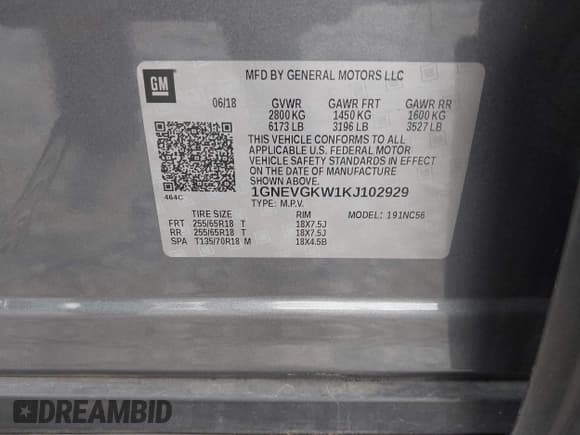 MFD BY GENERAL MOTORS LLC
GM
06/18 GVWR GAWR FRT GAWR RR
2800 KG 1450 KG 1600 KG
6173 LB 3196 LB 3527 LB
THIS VEHICLE CONFORMS TO ALL
APPLICABLE U.S. FEDERAL MOTOR
VEHICLE SAFETY STANDARDS IN EFFECT
ON THE DATE OF MANUFACTURE
SHOWN ABOVE.
464C
1GNEVGKW1KJ102929
TYPE: M.P.V. MODEL: 191NC56
TIRE SIZE RIM
FRT 255/65R18 T 18X7.5J
RR 255/65R18 T 18X7.5J
SPA T135/70R18 M 18X4.5B
DREAMBID